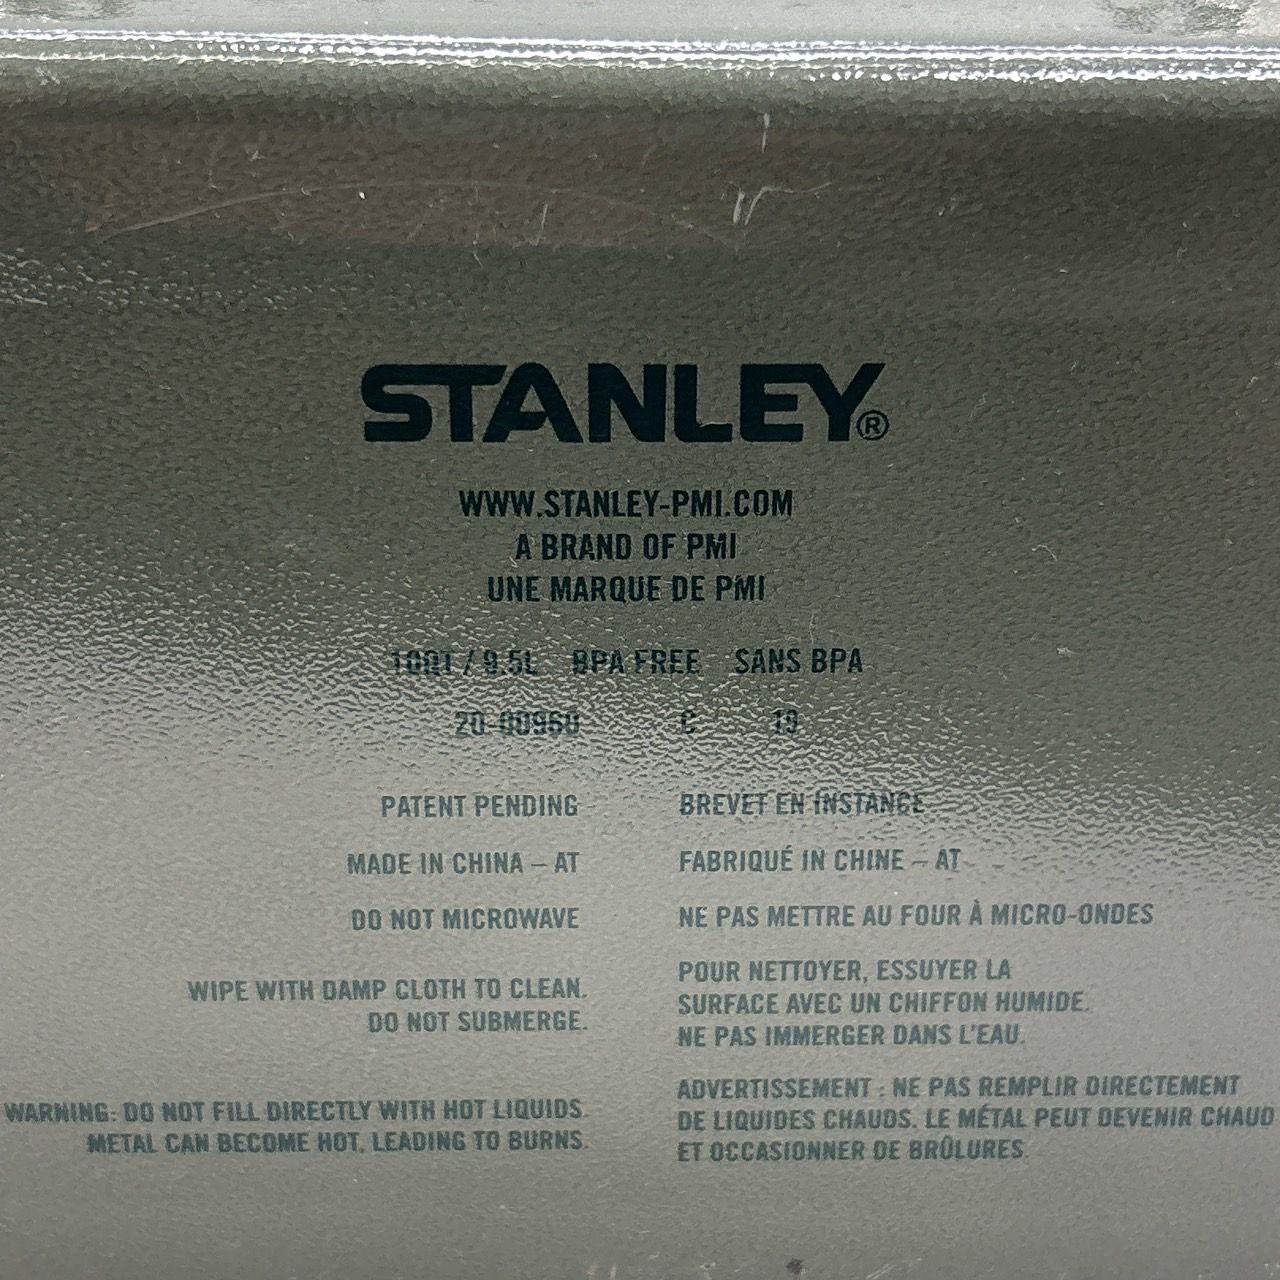 STANLEY®
WWW.STANLEY-PMI.COM
A BRAND OF PMI
UNE MARQUE DE PMI
10QT / 9.5L BPA FREE SANS BPA
20-00960 C 19
PATENT PENDING
MADE IN CHINA – AT
DO NOT MICROWAVE
WIPE WITH DAMP CLOTH TO CLEAN.
DO NOT SUBMERGE.
WARNING: DO NOT FILL DIRECTLY WITH HOT LIQUIDS.
METAL CAN BECOME HOT, LEADING TO BURNS.
BREVET EN INSTANCE
FABRIQUÉ IN CHINE – AT
NE PAS METTRE AU FOUR À MICRO-ONDES
POUR NETTOYER, ESSUYER LA
SURFACE AVEC UN CHIFFON HUMIDE.
NE PAS IMMERGER DANS L'EAU.
ADVERTISSEMENT : NE PAS REMPLIR DIRECTEMENT
DE LIQUIDES CHAUDS. LE MÉTAL PEUT DEVENIR CHAUD
ET OCCASIONNER DE BRÛLURES.